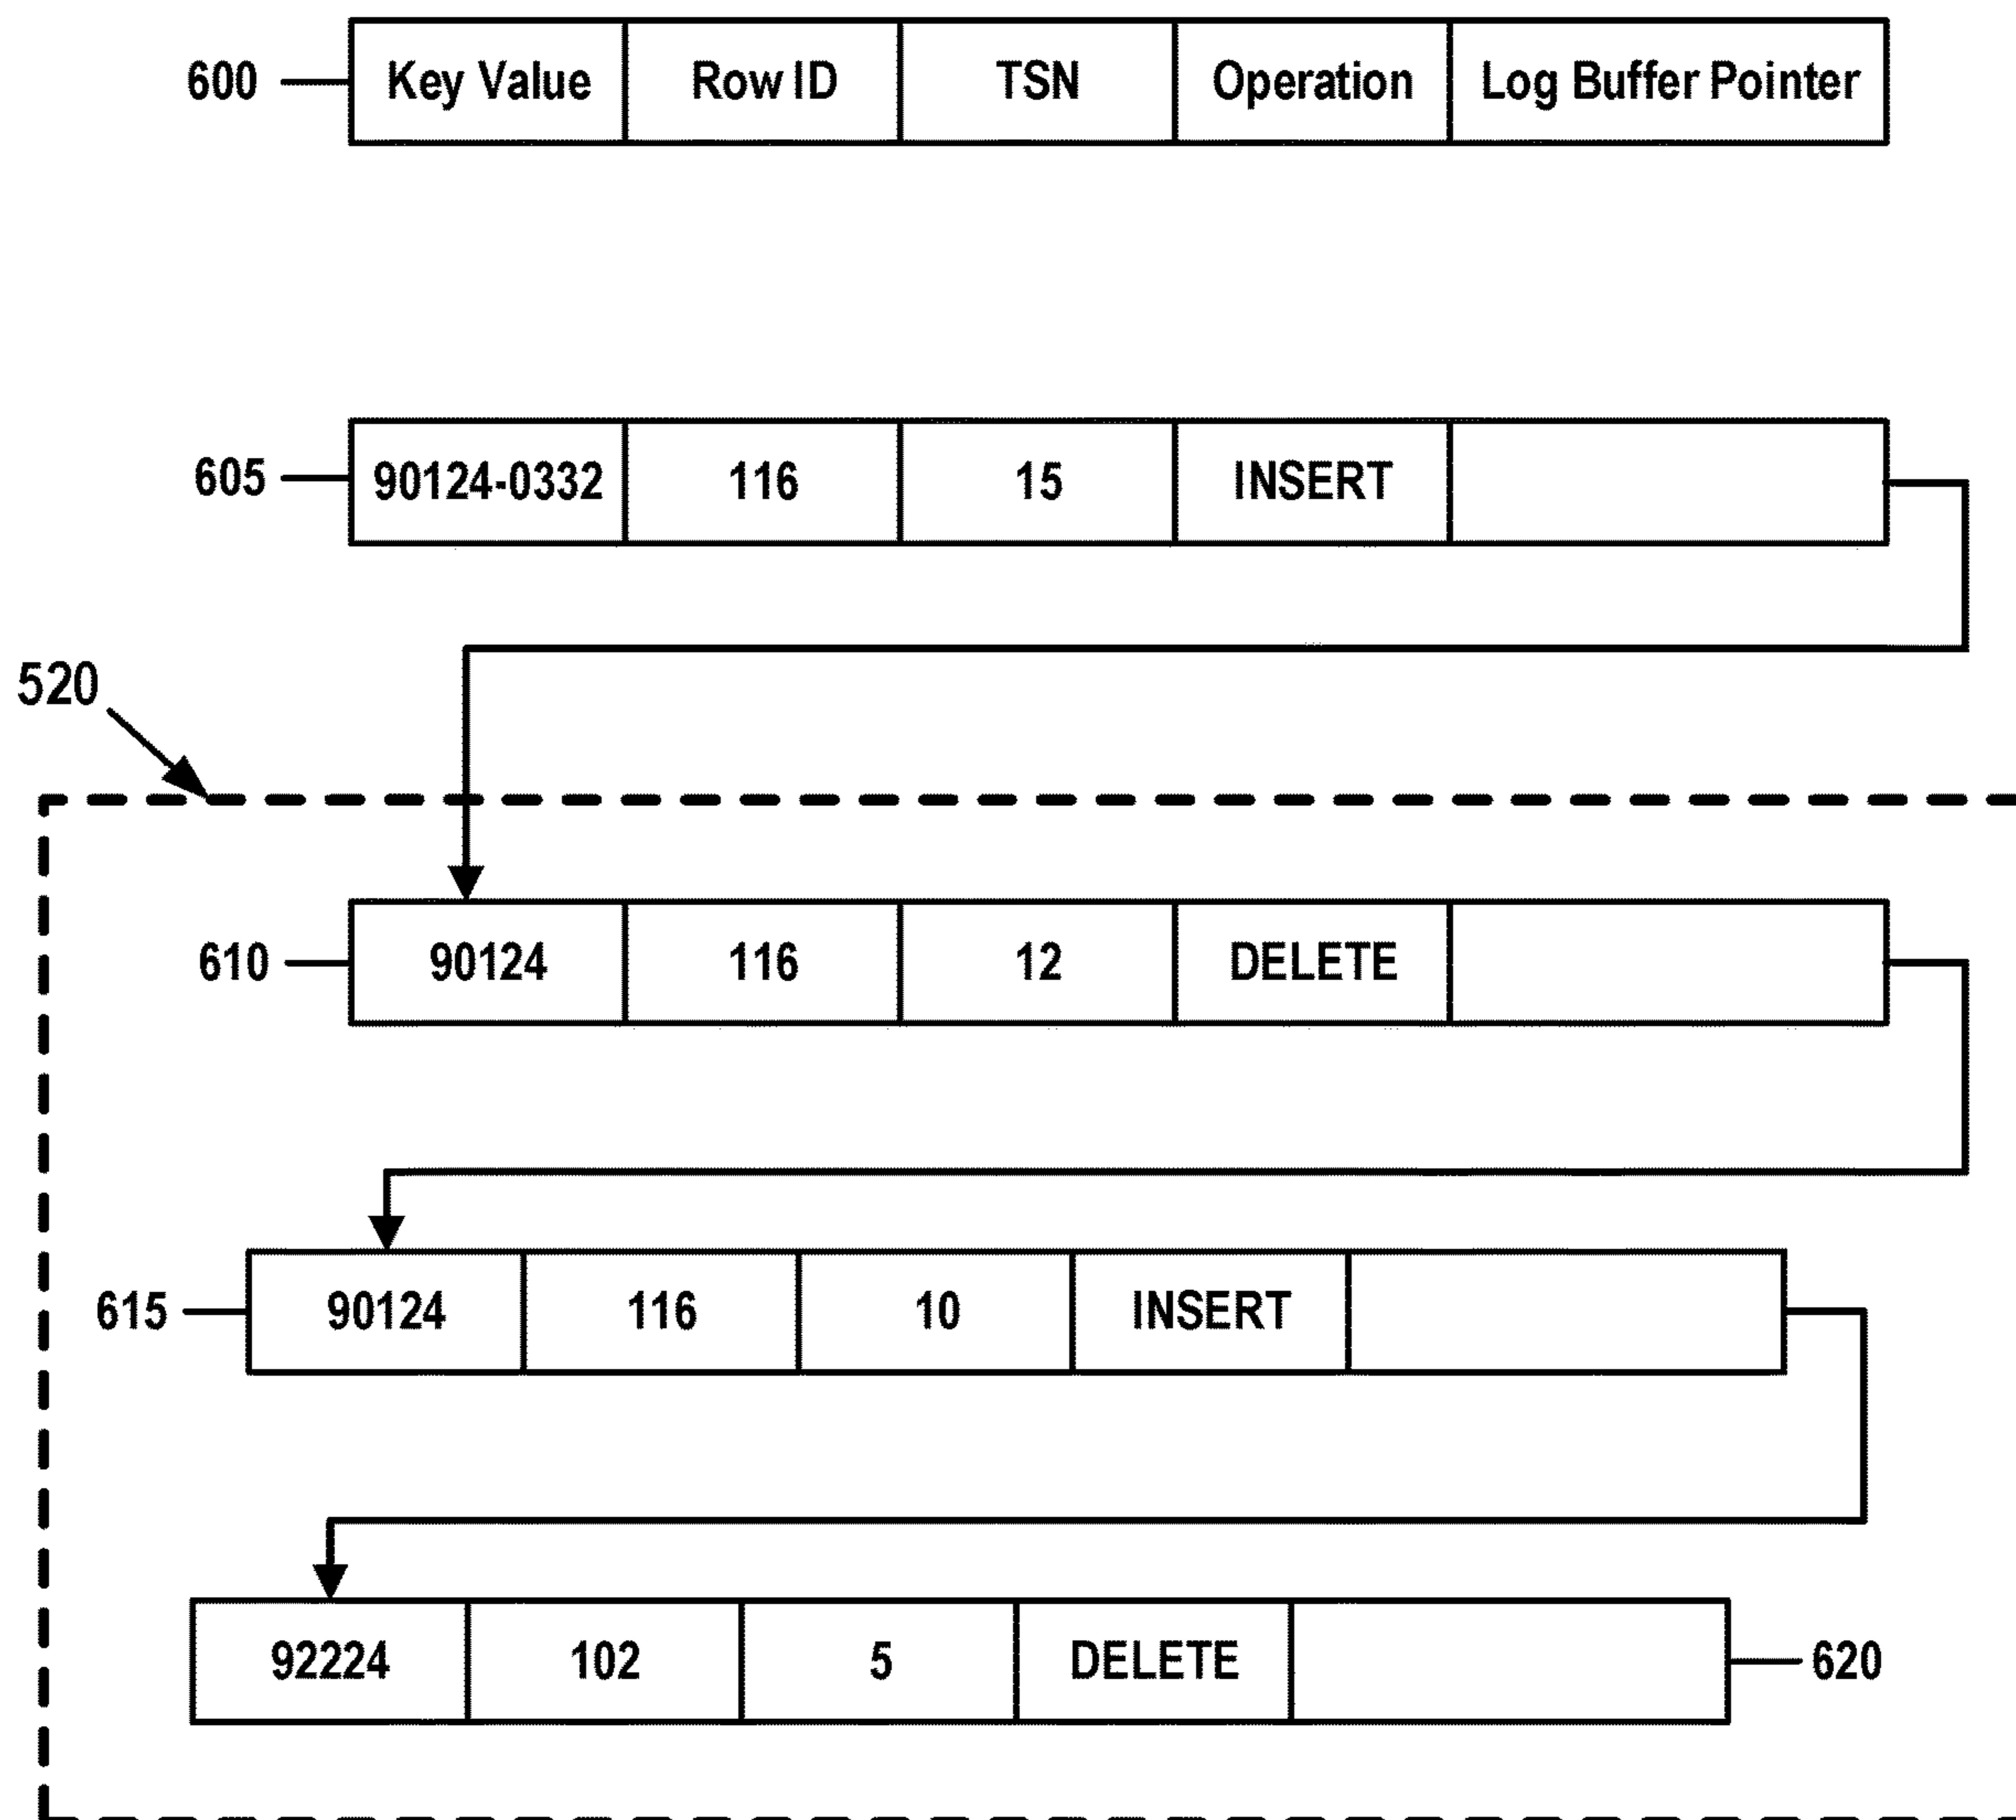 600 Key Value Row ID TSN Operation Log Buffer Pointer
605 90124-0332 116 15 INSERT
520
610 90124 116 12 DELETE
615 90124 116 10 INSERT
92224 102 5 DELETE 620